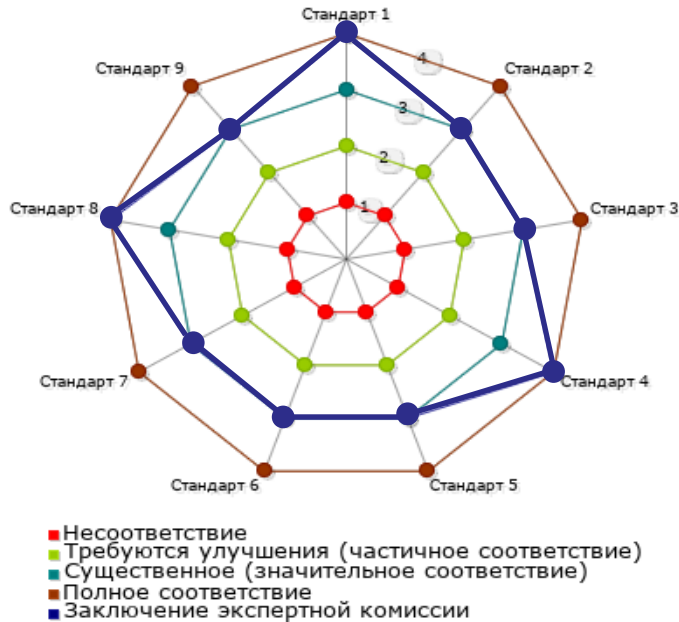 Стандарт 1
4
Стандарт 9
Стандарт 2
3
2
1
Стандарт 8
Стандарт 3
Стандарт 7
Стандарт 4
Стандарт 6
Стандарт 5
Несоответствие
Требуются улучшения (частичное соответствие)
Существенное (значительное соответствие)
Полное соответствие
Заключение экспертной комиссии